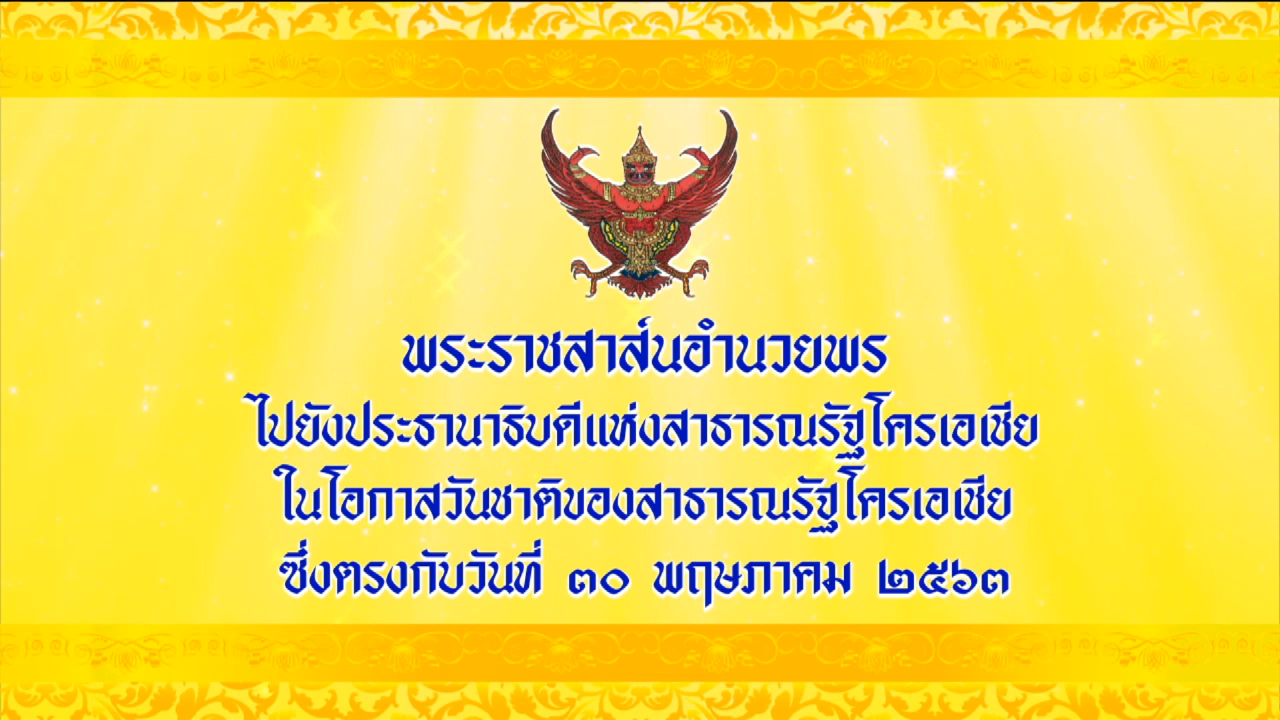 พระราชสาส์นอำนวยพร
ไปยังประธานาธิบดีแห่งสาธารณรัฐโครเอเชีย
ในโอกาสวันชาติของสาธารณรัฐโครเอเชีย
ซึ่งตรงกับวันที่ ๓๐ พฤษภาคม ๒๕๖๓